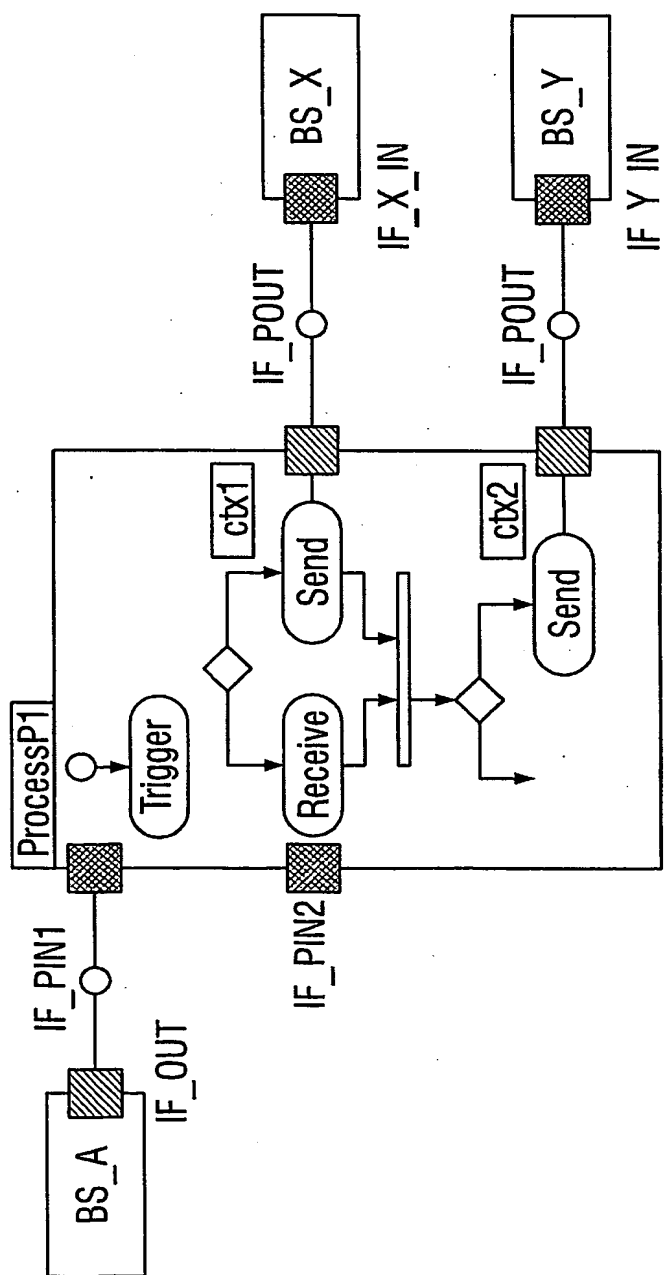 ProcessP1
BS_A
IF_OUT
IF_PIN1
Trigger
ctx1
IF_POUT
BS_X
IF_X_IN
IF_PIN2
Receive
Send
ctx2
Send
IF_POUT
BS_Y
IF_Y_IN